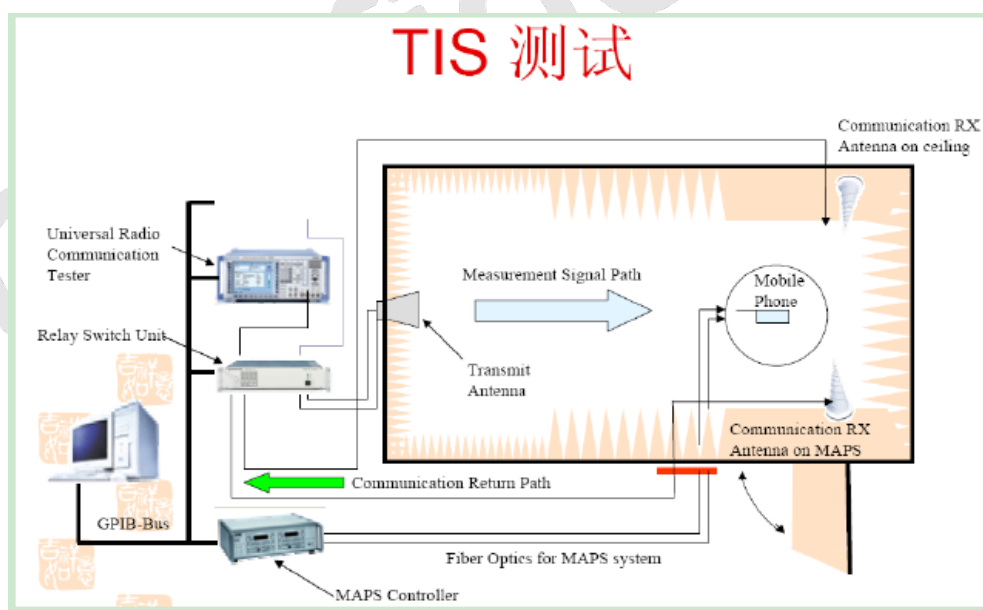 TIS 测试
Communication RX
Antenna on ceiling
Universal Radio
Communication
Tester
Measurement Signal Path
Mobile
Phone
Relay Switch Unit
Transmit
Antenna
Communication RX
Antenna on MAPS
Communication Return Path
GPIB-Bus
Fiber Optics for MAPS system
MAPS Controller